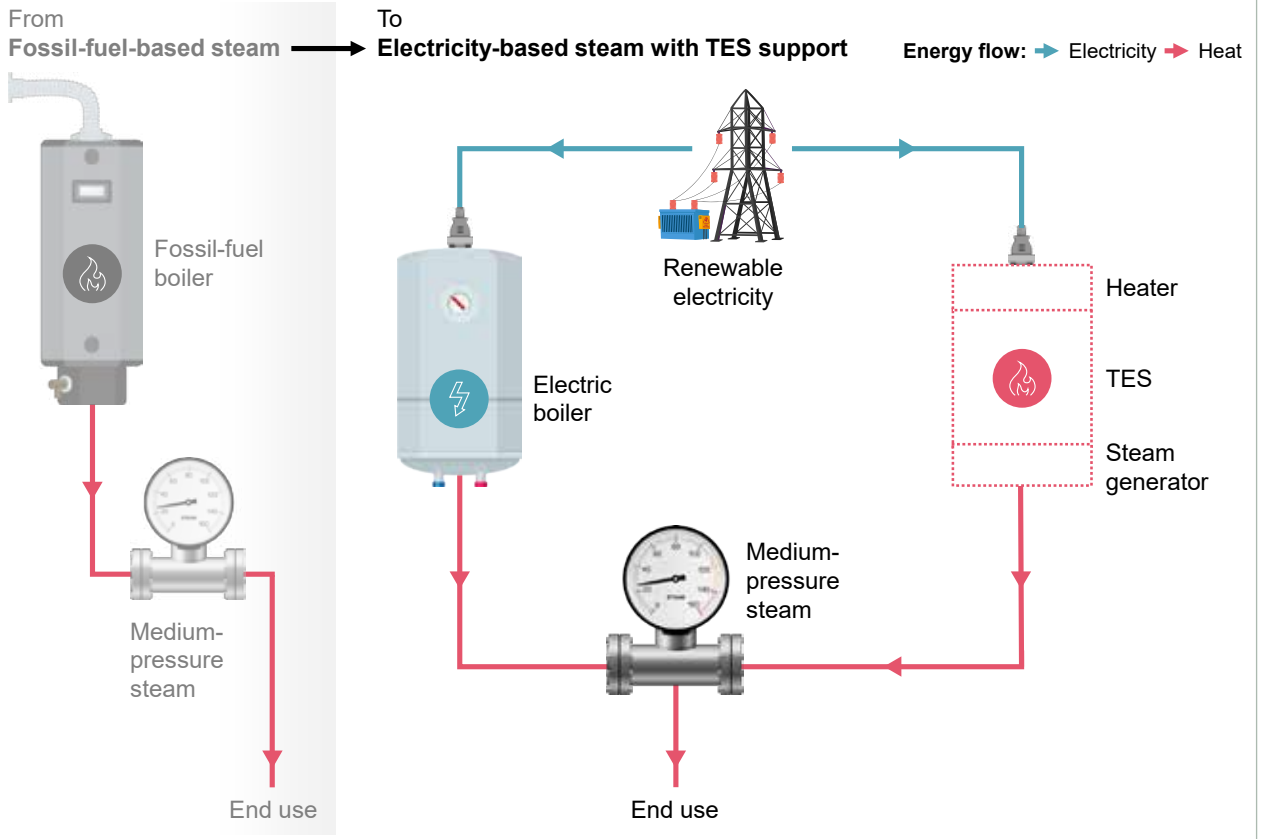 From
Fossil-fuel-based steam
To
Electricity-based steam with TES support
Energy flow: Electricity Heat
Fossil-fuel
boiler
Medium-
pressure
steam
End use
Renewable
electricity
Electric
boiler
Heater
TES
Steam
generator
Medium-
pressure
steam
End use